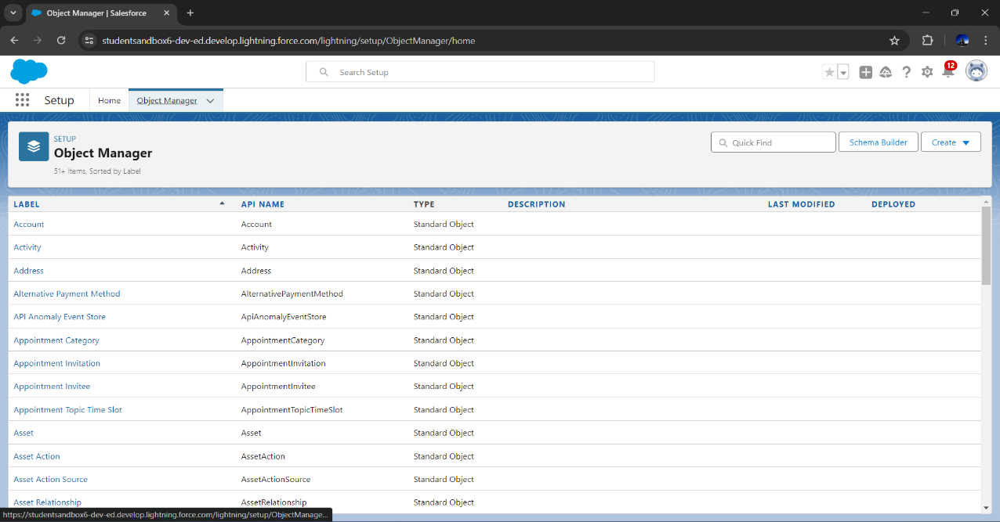 Object Manager | Salesforce
studentsandbox6-dev-ed.develop.lightning.force.com/lightning/setup/ObjectManager/home
Search Setup
12
Setup
Home
Object Manager
SETUP
Object Manager
51+ Items, Sorted by Label
Quick Find
Schema Builder
Create
LABEL API NAME TYPE DESCRIPTION LAST MODIFIED DEPLOYED
Account Account Standard Object
Activity Activity Standard Object
Address Address Standard Object
Alternative Payment Method AlternativePaymentMethod Standard Object
API Anomaly Event Store ApiAnomalyEventStore Standard Object
Appointment Category AppointmentCategory Standard Object
Appointment Invitation AppointmentInvitation Standard Object
Appointment Invitee AppointmentInvitee Standard Object
Appointment Topic Time Slot AppointmentTopicTimeSlot Standard Object
Asset Asset Standard Object
Asset Action AssetAction Standard Object
Asset Action Source AssetActionSource Standard Object
Asset Relationship AssetRelationship Standard Object
https://studentsandbox6-dev-ed.develop.lightning.force.com/lightning/setup/ObjectManage...